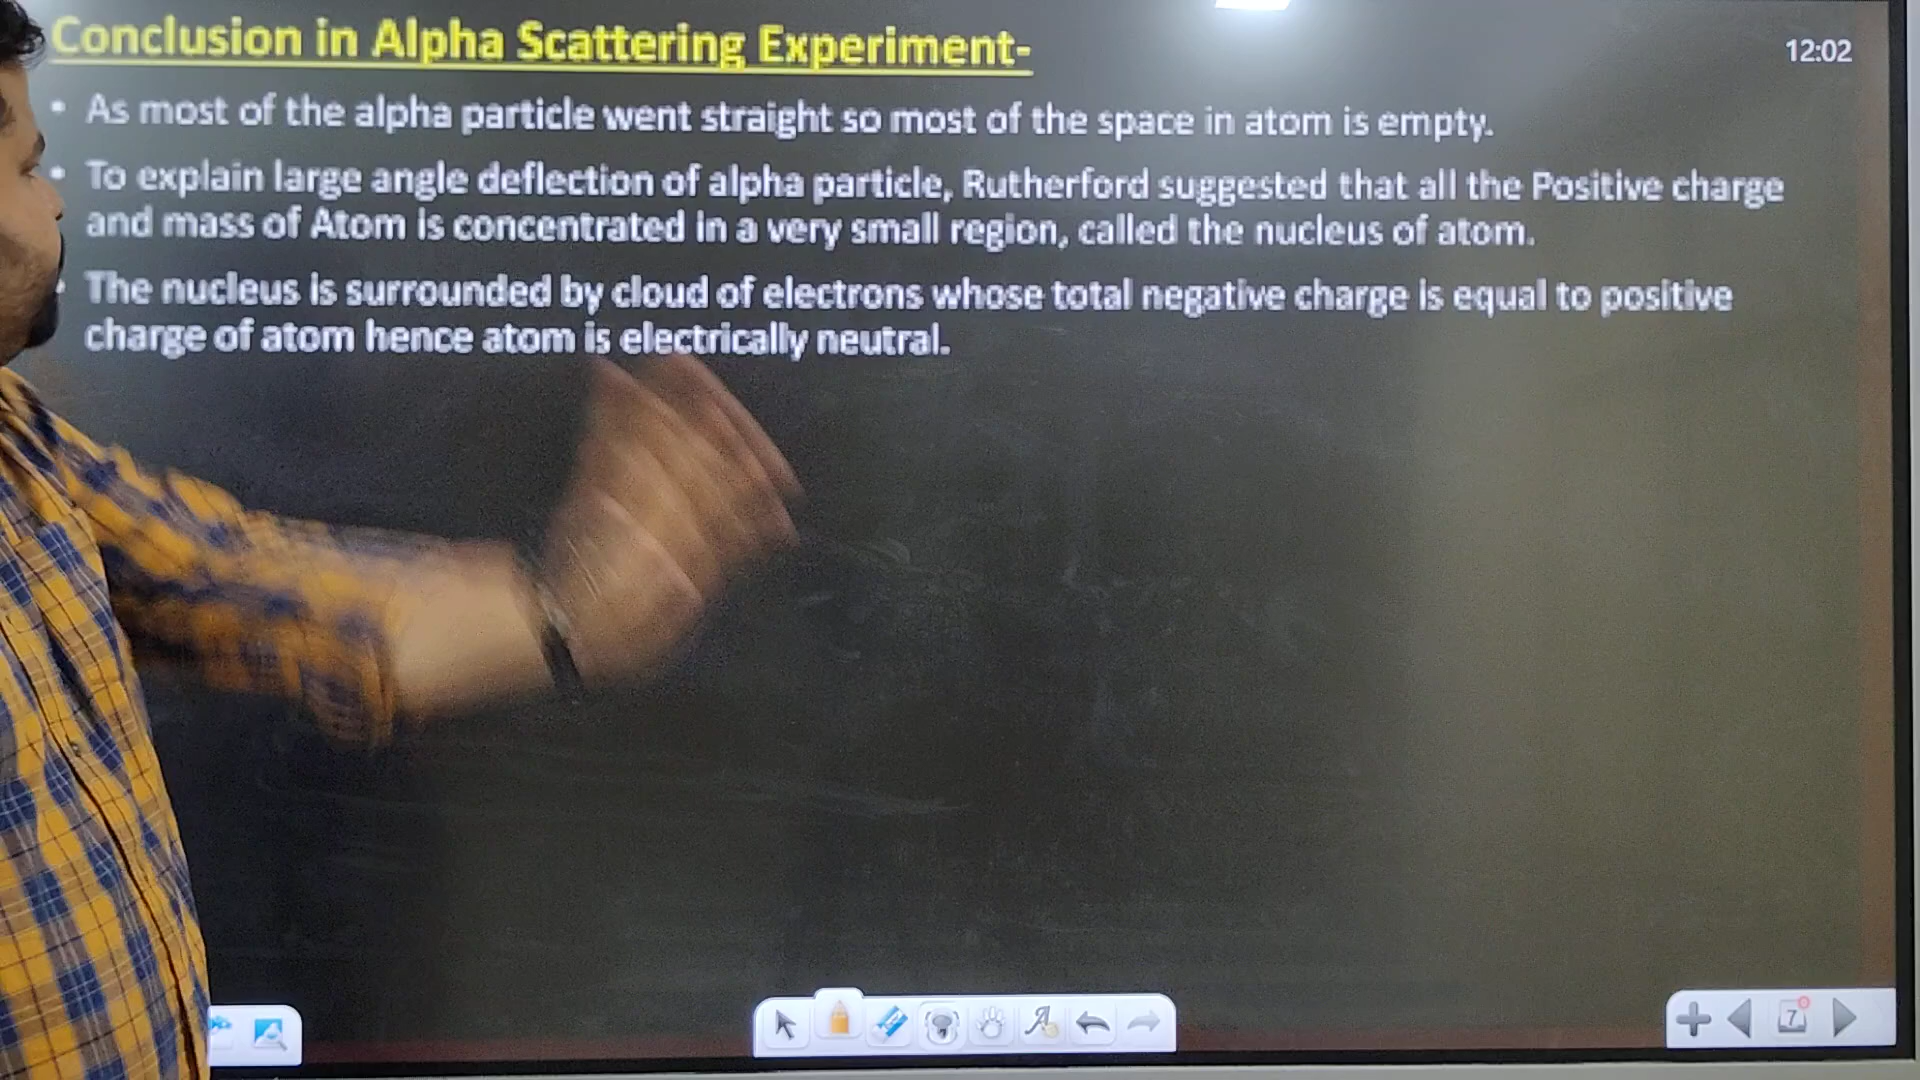 Conclusion in Alpha Scattering Experiment-
12:02
• As most of the alpha particle went straight so most of the space in atom is empty.
• To explain large angle deflection of alpha particle, Rutherford suggested that all the Positive charge
and mass of Atom is concentrated in a very small region, called the nucleus of atom.
• The nucleus is surrounded by cloud of electrons whose total negative charge is equal to positive
charge of atom hence atom is electrically neutral.
7